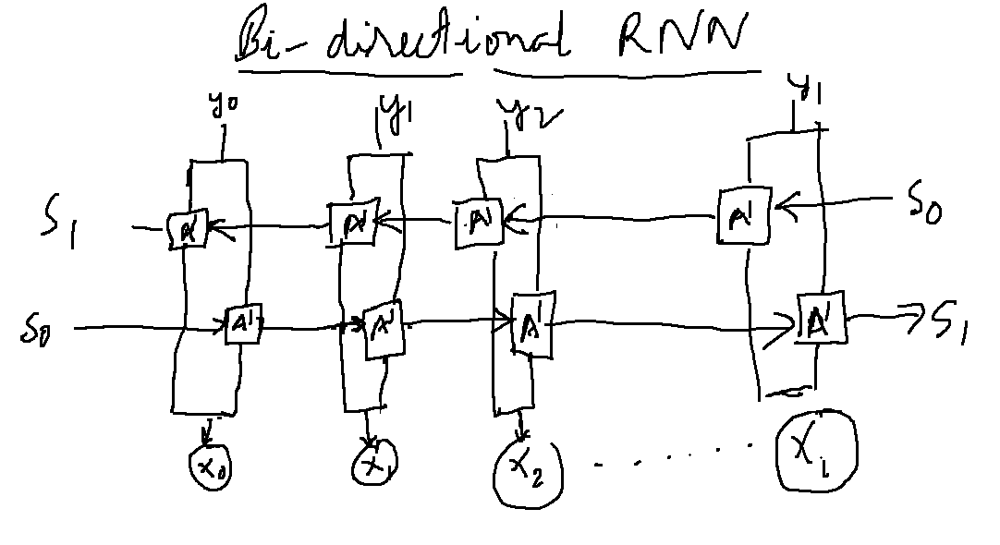 Bi-directional RNN
y0 y1 y2 y1
S1 A' A' A' A' S0
S0 A' A' A' A' S1
X0 X1 X2 ....... X1